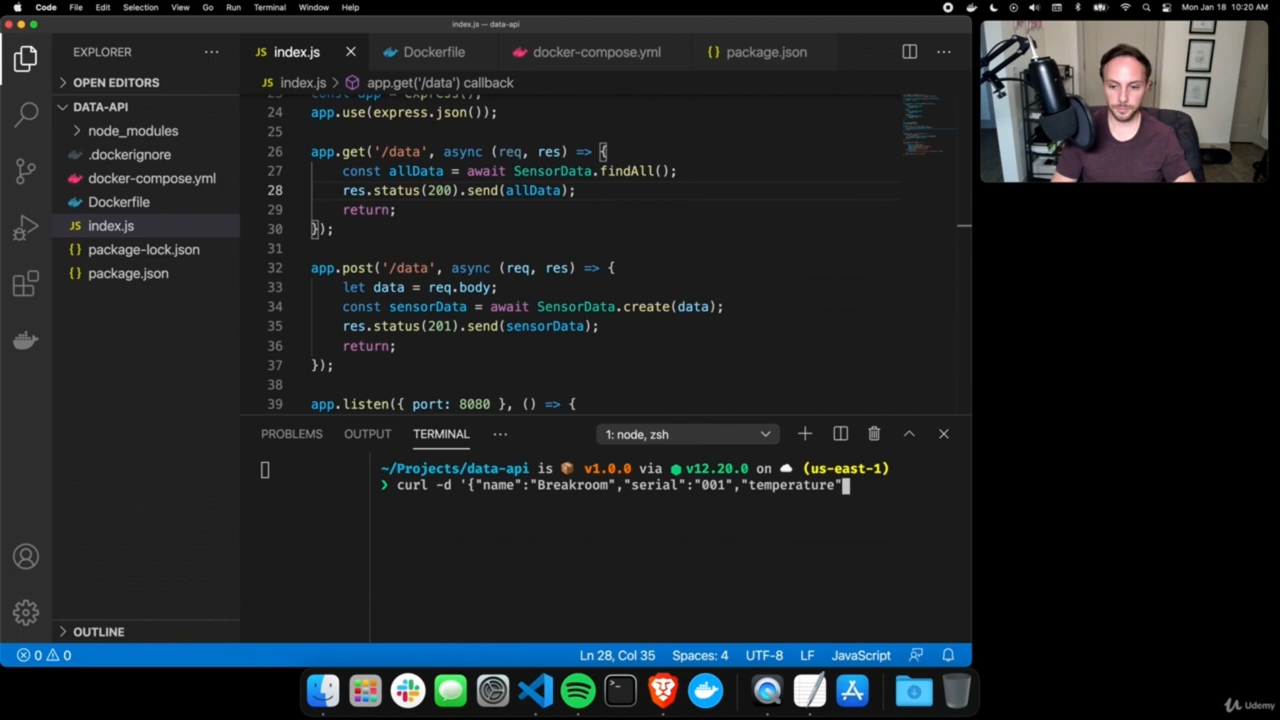 Code File Edit Selection View Go Run Terminal Window Help Mon Jan 18 10:20 AM
index.js — data-api
EXPLORER
OPEN EDITORS
DATA-API
node_modules
.dockerignore
docker-compose.yml
Dockerfile
JS index.js
{} package-lock.json
{} package.json
OUTLINE
JS index.js Dockerfile docker-compose.yml {} package.json
JS index.js > app.get('/data') callback
23 const app = express();
24 app.use(express.json());
25
26 app.get('/data', async (req, res) => {
27 const allData = await SensorData.findAll();
28 res.status(200).send(allData);
29 return;
30 });
31
32 app.post('/data', async (req, res) => {
33 let data = req.body;
34 const sensorData = await SensorData.create(data);
35 res.status(201).send(sensorData);
36 return;
37 });
38
39 app.listen({ port: 8080 }, () => {
PROBLEMS OUTPUT TERMINAL 1: node, zsh
~/Projects/data-api is v1.0.0 via v12.20.0 on (us-east-1)
❯ curl -d '{"name":"Breakroom","serial":"001","temperature"
0 0 Ln 28, Col 35 Spaces: 4 UTF-8 LF JavaScript
Udemy